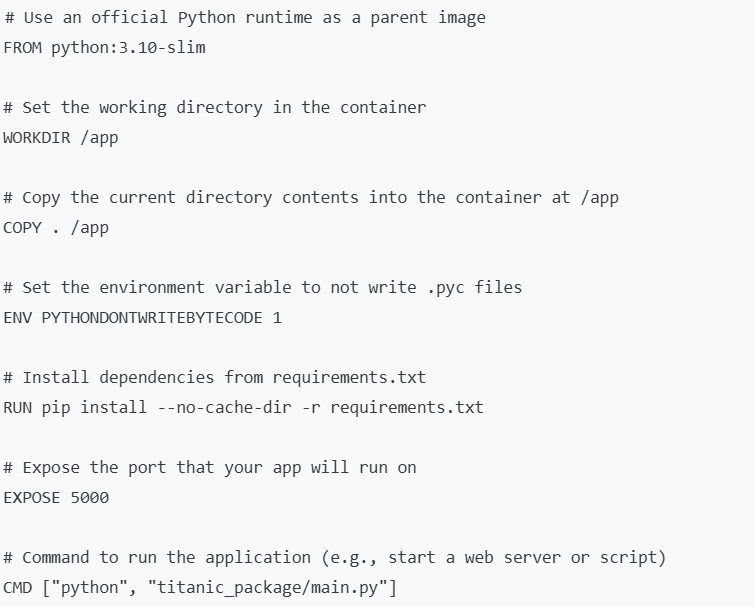 # Use an official Python runtime as a parent image
FROM python:3.10-slim
# Set the working directory in the container
WORKDIR /app
# Copy the current directory contents into the container at /app
COPY . /app
# Set the environment variable to not write .pyc files
ENV PYTHONDONTWRITEBYTECODE 1
# Install dependencies from requirements.txt
RUN pip install --no-cache-dir -r requirements.txt
# Expose the port that your app will run on
EXPOSE 5000
# Command to run the application (e.g., start a web server or script)
CMD ["python", "titanic_package/main.py"]